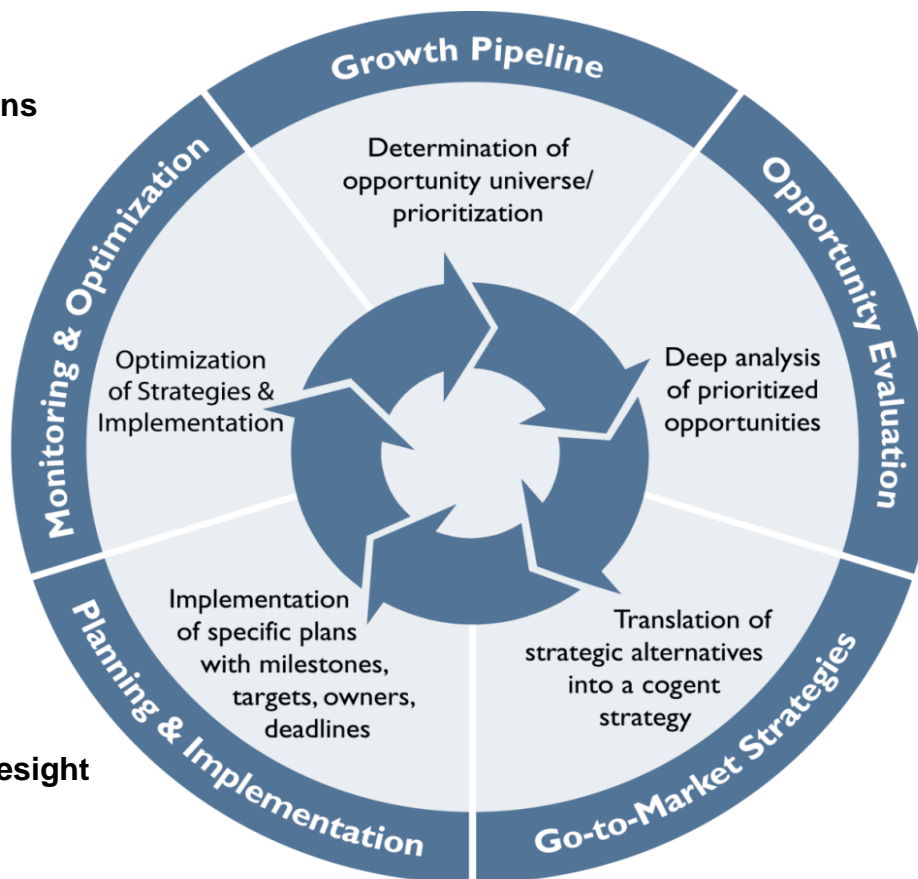 Growth Pipeline
ns
Determination of
opportunity universe/
prioritization
Opportunity Evaluation
Deep analysis
of prioritized
opportunities
Go-to-Market Strategies
Translation of
strategic alternatives
into a cogent
strategy
Planning & Implementation
Implementation
of specific plans
with milestones,
targets, owners,
deadlines
esight
Monitoring & Optimization
Optimization
of Strategies &
Implementation